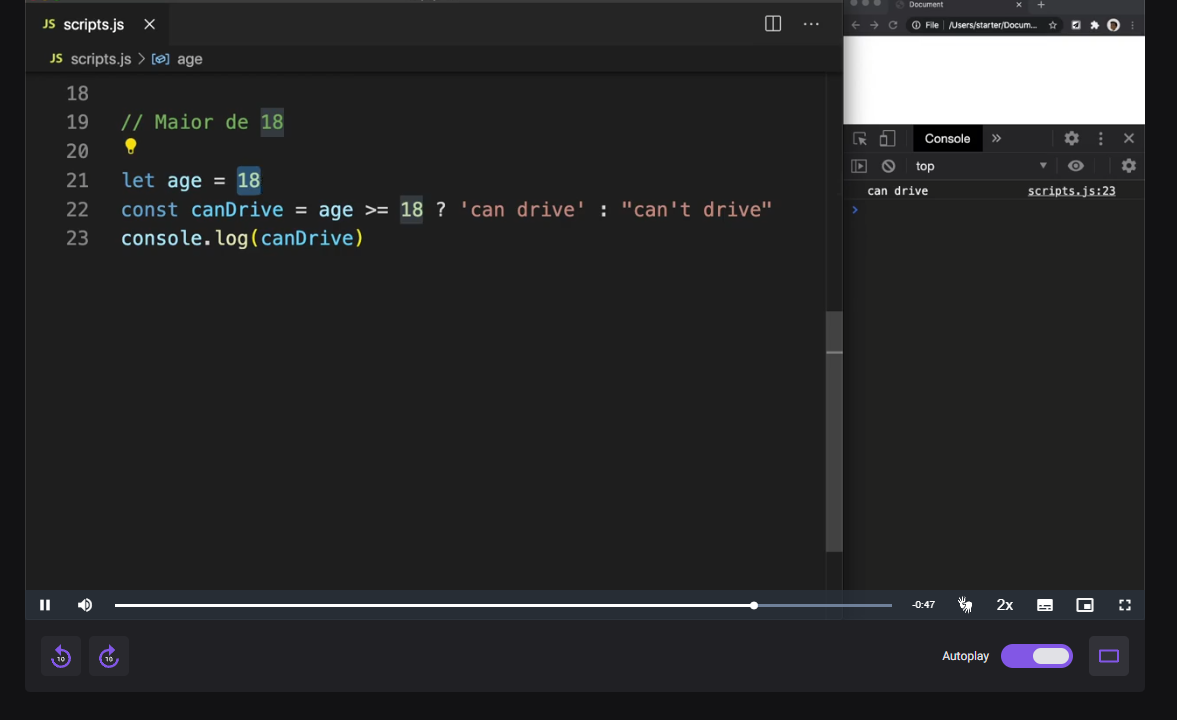 JS scripts.js
JS scripts.js > age
18
19 // Maior de 18
20
21 let age = 18
22 const canDrive = age >= 18 ? 'can drive' : "can't drive"
23 console.log(canDrive)
Document
File /Users/starter/Docum...
Console
top
can drive scripts.js:23
-0:47
2x
10
10
Autoplay